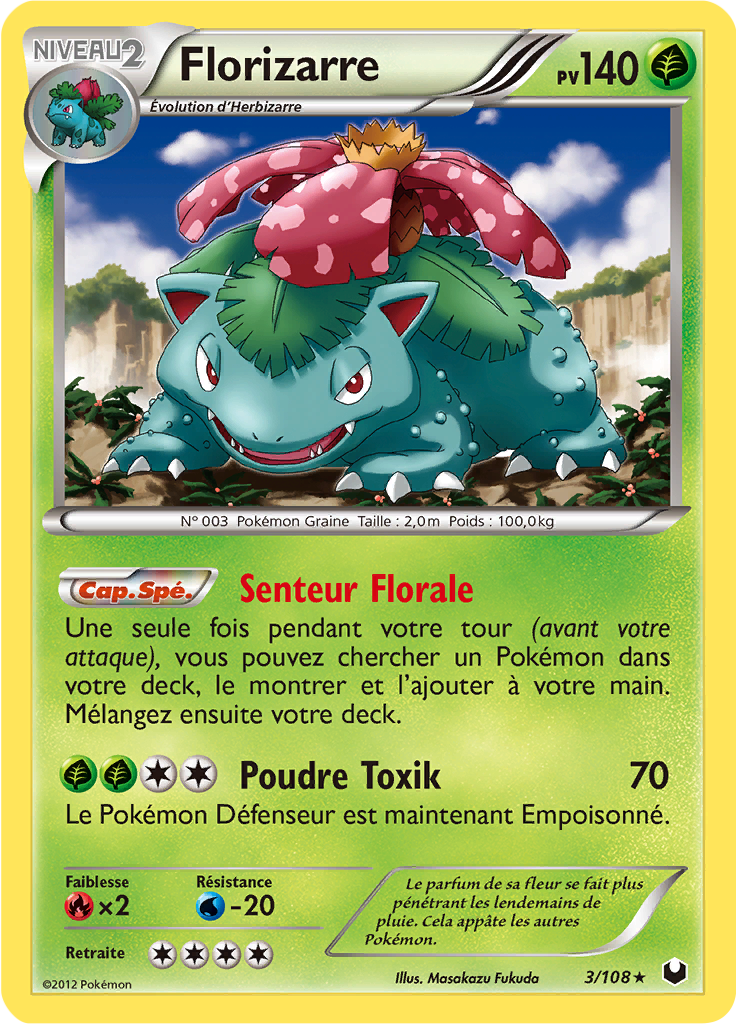 NIVEAU2
Florizarre
PV140
Évolution d'Herbizarre
N° 003 Pokémon Graine Taille : 2,0m Poids : 100,0kg
Cap.Spé. Senteur Florale
Une seule fois pendant votre tour (avant votre
attaque), vous pouvez chercher un Pokémon dans
votre deck, le montrer et l'ajouter à votre main.
Mélangez ensuite votre deck.
Poudre Toxik 70
Le Pokémon Défenseur est maintenant Empoisonné.
Faiblesse
×2
Résistance
-20
Retraite
Le parfum de sa fleur se fait plus
pénétrant les lendemains de
pluie. Cela appâte les autres
Pokémon.
©2012 Pokémon
Illus. Masakazu Fukuda
3/108★